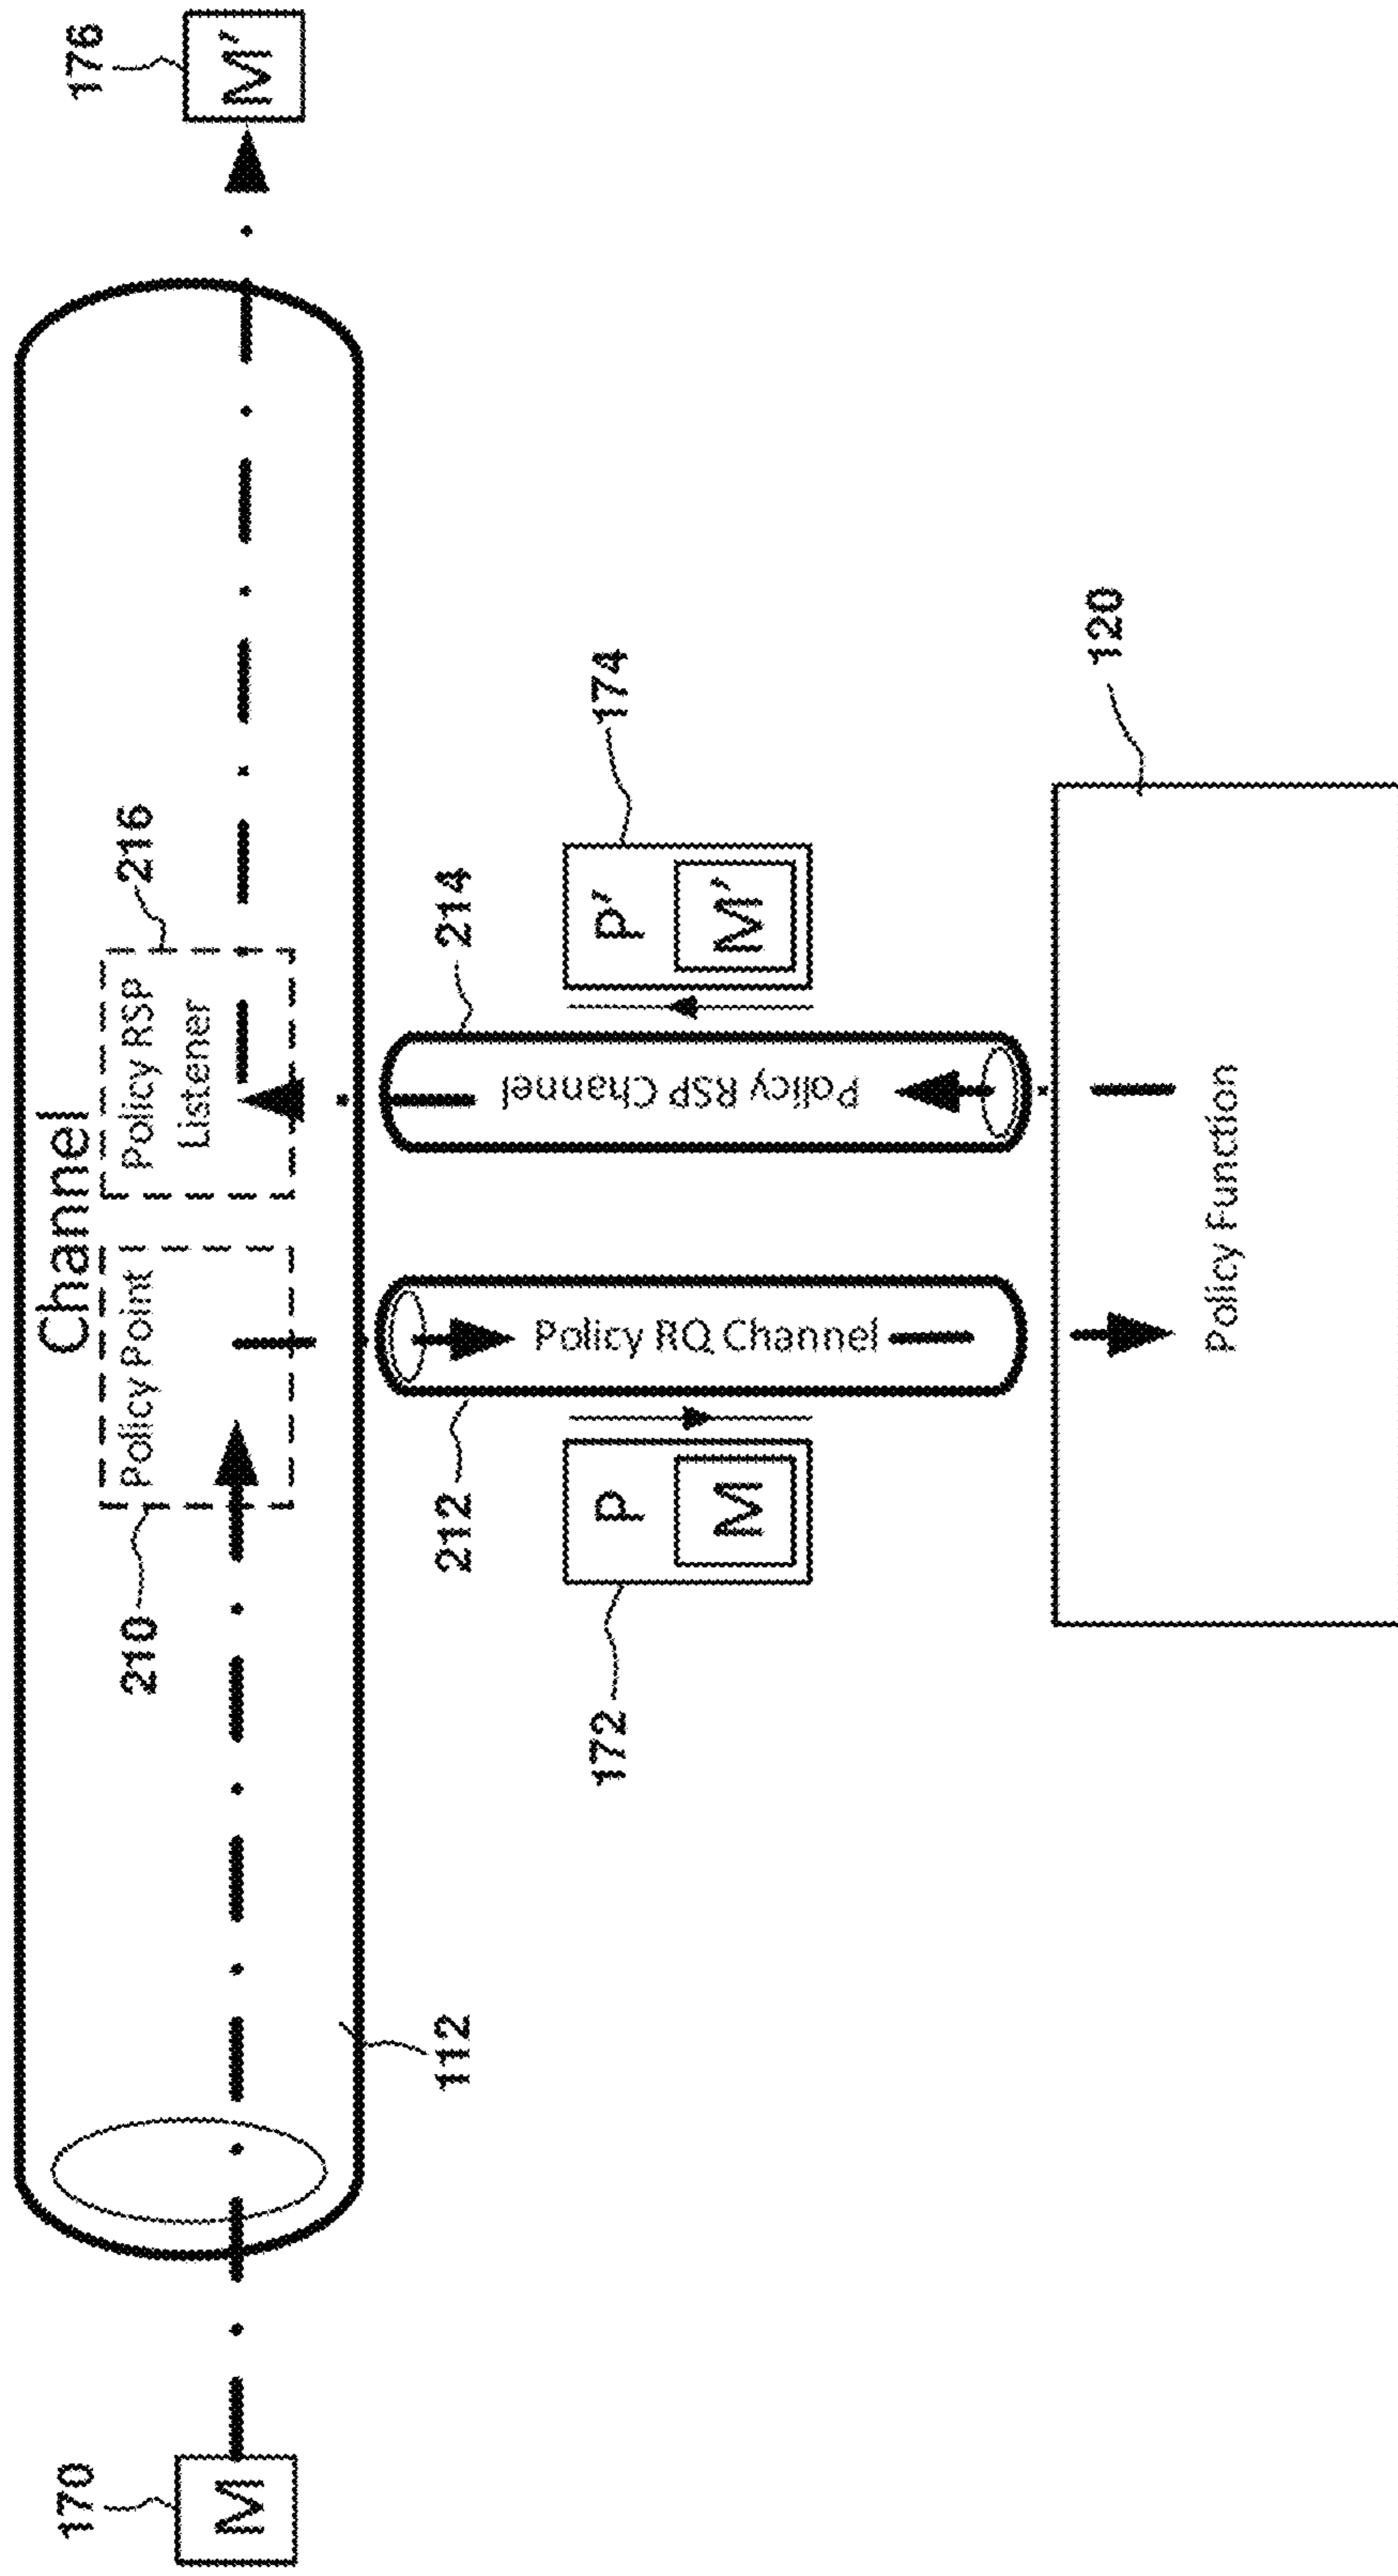 Channel
170
M
210
Policy Point
Policy RSP
Listener
216
176
M'
112
212
Policy RQ Channel
214
Policy RSP Channel
172
P
M
174
P'
M'
Policy Function
120